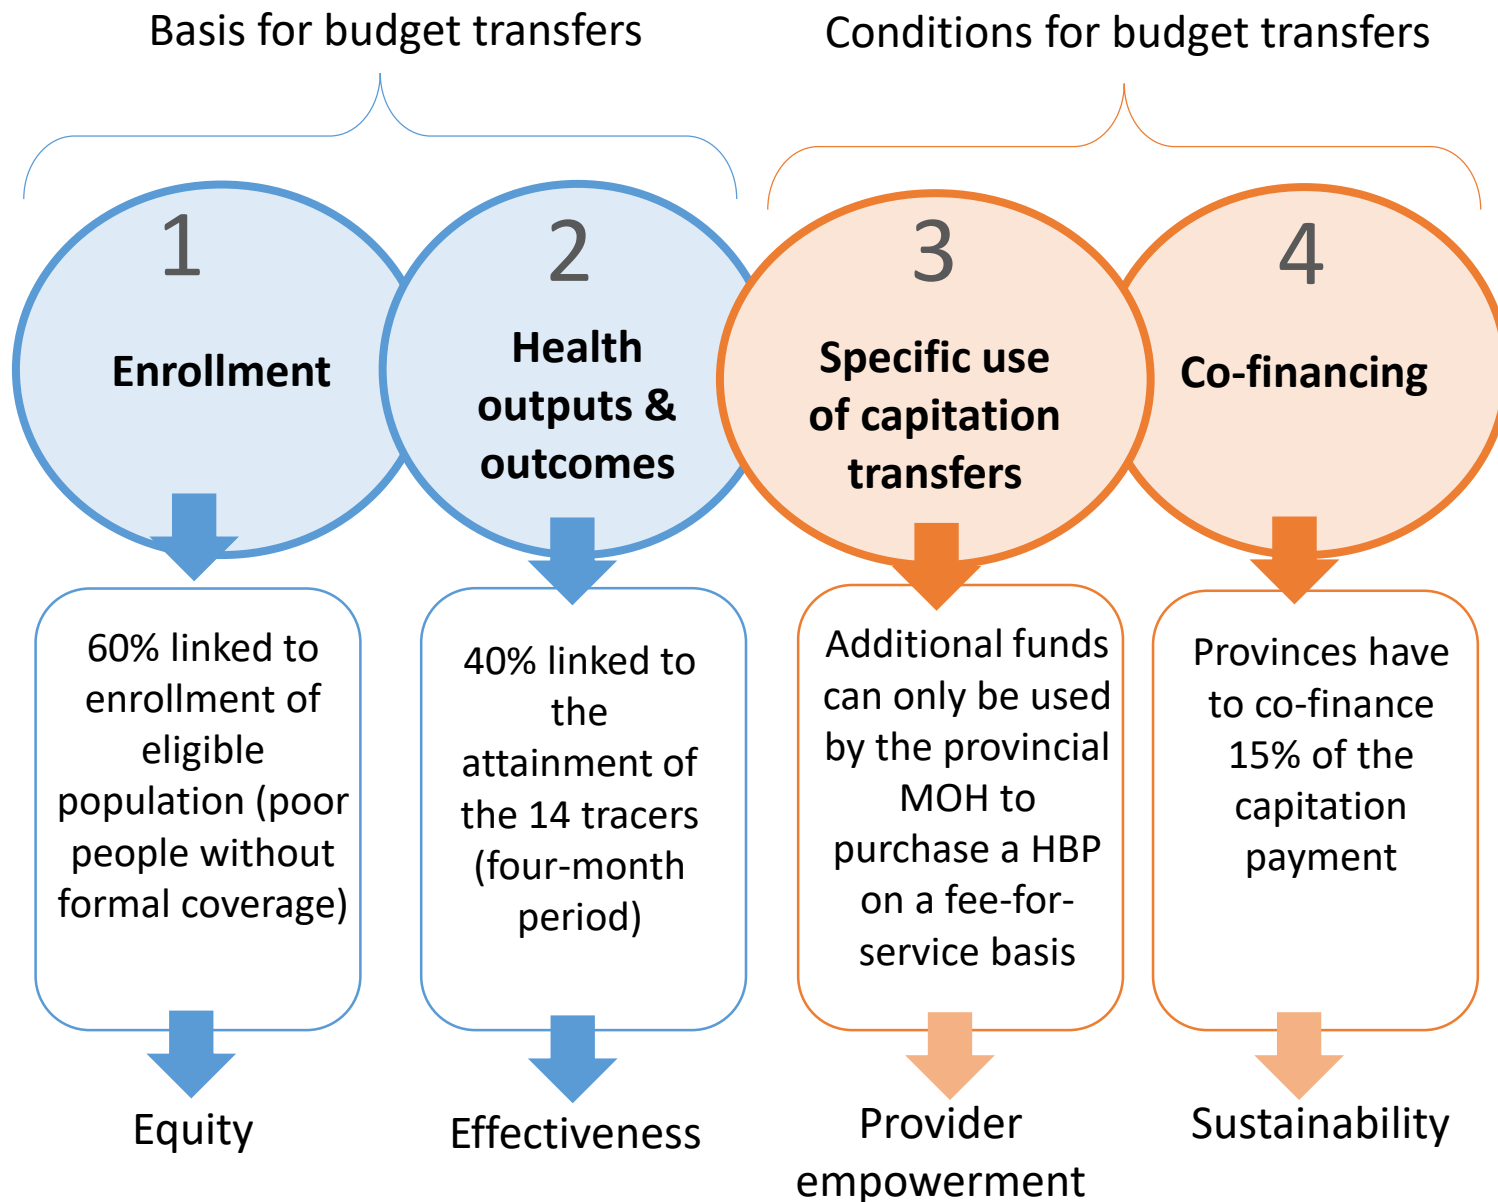 Basis for budget transfers
Conditions for budget transfers
1
Enrollment
2
Health
outputs &
outcomes
3
Specific use
of capitation
transfers
4
Co-financing
60% linked to
enrollment of
eligible
population (poor
people without
formal coverage)
40% linked to
the
attainment of
the 14 tracers
(four-month
period)
Additional funds
can only be used
by the provincial
MOH to
purchase a HBP
on a fee-for-
service basis
Provinces have
to co-finance
15% of the
capitation
payment
Equity
Effectiveness
Provider
empowerment
Sustainability